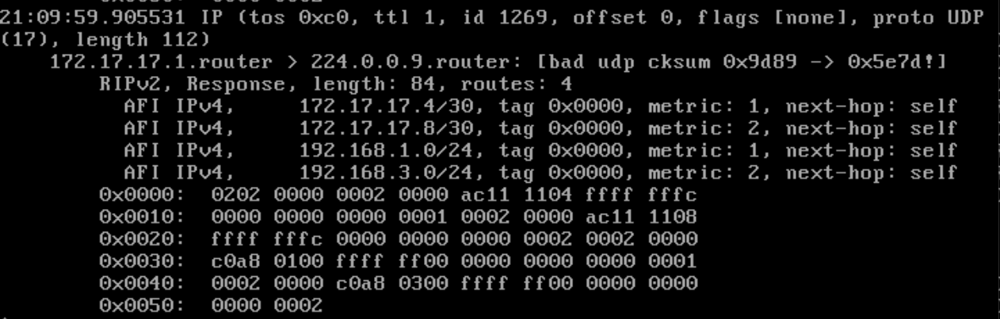 21:09:59.905531 IP (tos 0xc0, ttl 1, id 1269, offset 0, flags [none], proto UDP
(17), length 112)
    172.17.17.1.router > 224.0.0.9.router: [bad udp cksum 0x9d89 -> 0x5e7d!]
        RIPv2, Response, length: 84, routes: 4
          AFI IPv4,      172.17.17.4/30, tag 0x0000, metric: 1, next-hop: self
          AFI IPv4,      172.17.17.8/30, tag 0x0000, metric: 2, next-hop: self
          AFI IPv4,      192.168.1.0/24, tag 0x0000, metric: 1, next-hop: self
          AFI IPv4,      192.168.3.0/24, tag 0x0000, metric: 2, next-hop: self
        0x0000:  0202 0000 0002 0000 ac11 1104 ffff fffc
        0x0010:  0000 0000 0000 0001 0002 0000 ac11 1108
        0x0020:  ffff fffc 0000 0000 0000 0002 0002 0000
        0x0030:  c0a8 0100 ffff ff00 0000 0000 0000 0001
        0x0040:  0002 0000 c0a8 0300 ffff ff00 0000 0000
        0x0050:  0000 0002